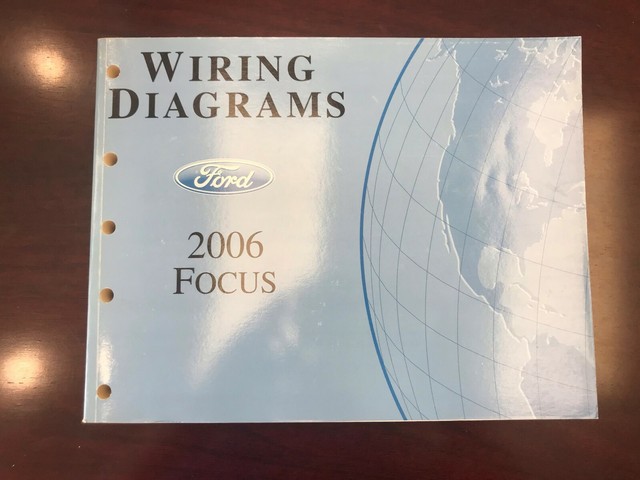 WIRING
DIAGRAMS
Ford
2006
FOCUS